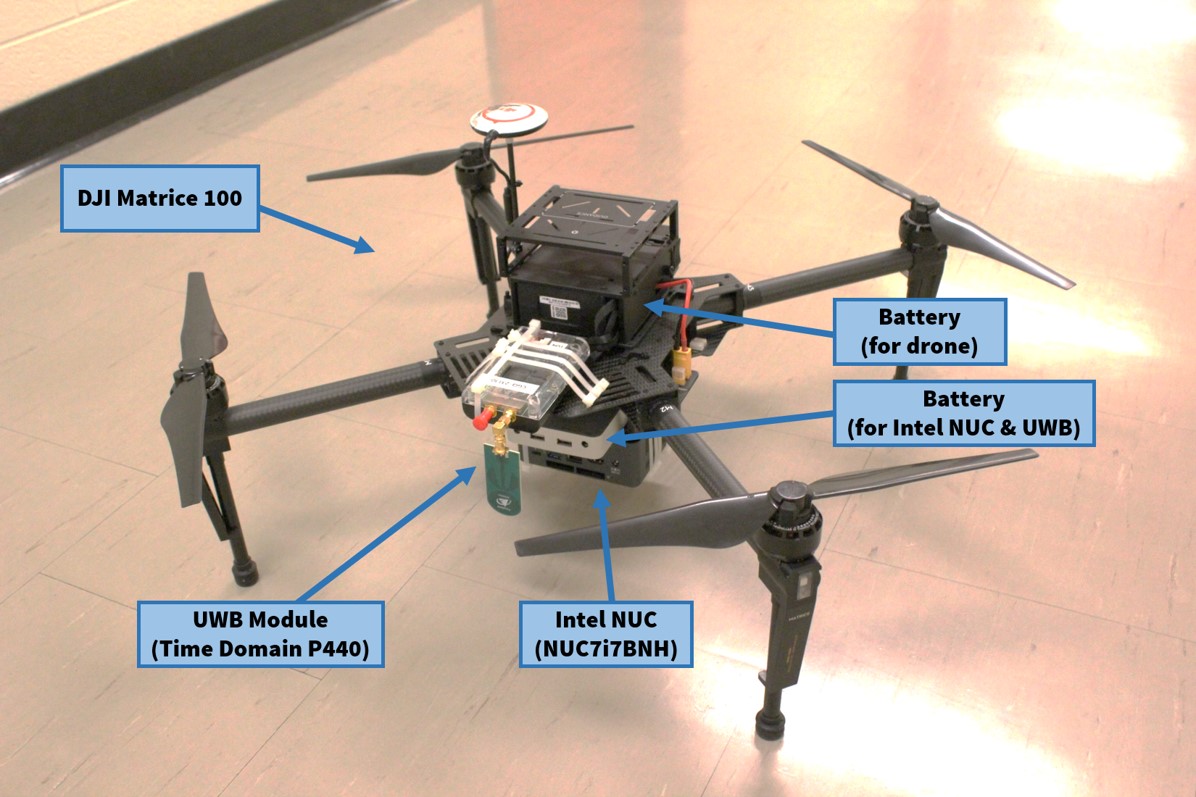 DJI Matrice 100
Battery
(for drone)
Battery
(for Intel NUC & UWB)
UWB Module
(Time Domain P440)
Intel NUC
(NUC7i7BNH)
M2